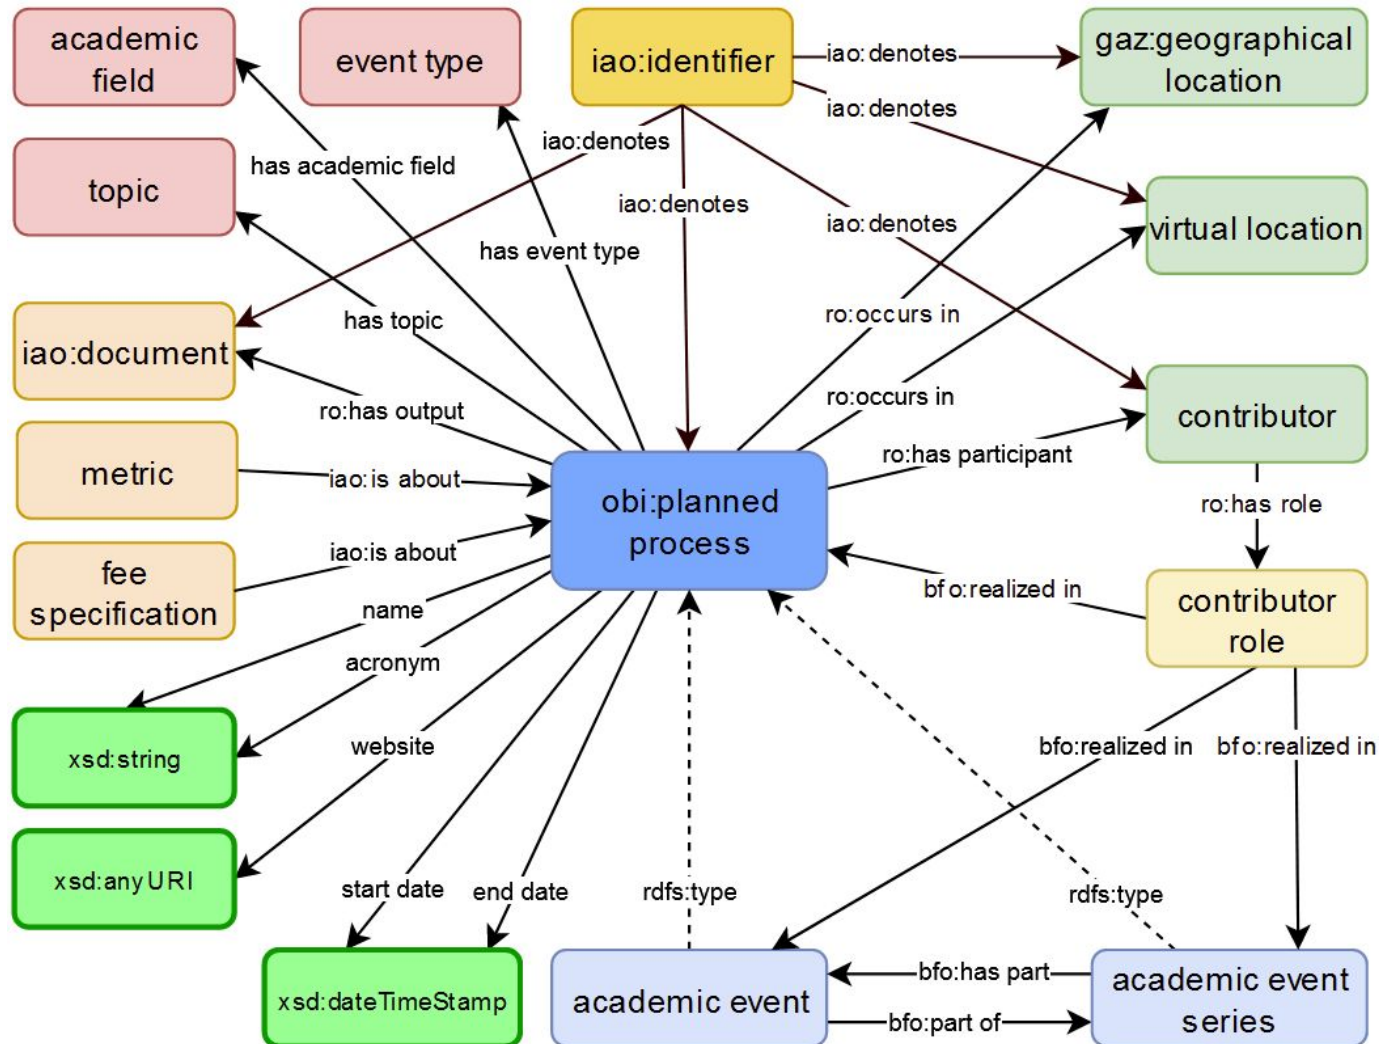 academic
field
event type
iao:identifier
iao:denotes
gaz:geographical
location
iao:denotes
iao:denotes
has academic field
topic
iao:denotes
iao:denotes
virtual location
has event type
iao:document
has topic
ro:occurs in
ro:has output
ro:occurs in
contributor
metric
iao:is about
ro:has participant
obi:planned
process
ro:has role
iao:is about
fee
specification
bfo:realized in
contributor
role
name
acronym
xsd:string
website
bfo:realized in
bfo:realized in
xsd:anyURI
start date
end date
rdfs:type
rdfs:type
xsd:dateTimeStamp
academic event
bfo:has part
bfo:part of
academic event
series